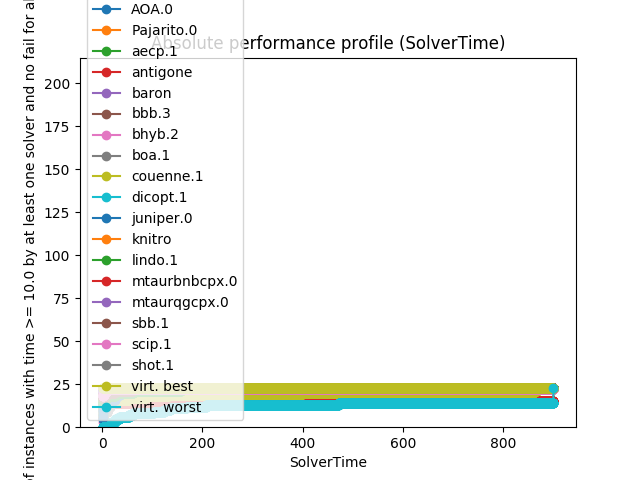 Absolute performance profile (SolverTime)
of instances with time >= 10.0 by at least one solver and no fail for al
200
175
150
125
100
75
50
25
0
AOA.0
Pajarito.0
aecp.1
antigone
baron
bbb.3
bhyb.2
boa.1
couenne.1
dicopt.1
juniper.0
knitro
lindo.1
mtaurbnbcpx.0
mtaurqgcpx.0
sbb.1
scip.1
shot.1
virt. best
virt. worst
0 200 400 600 800
SolverTime